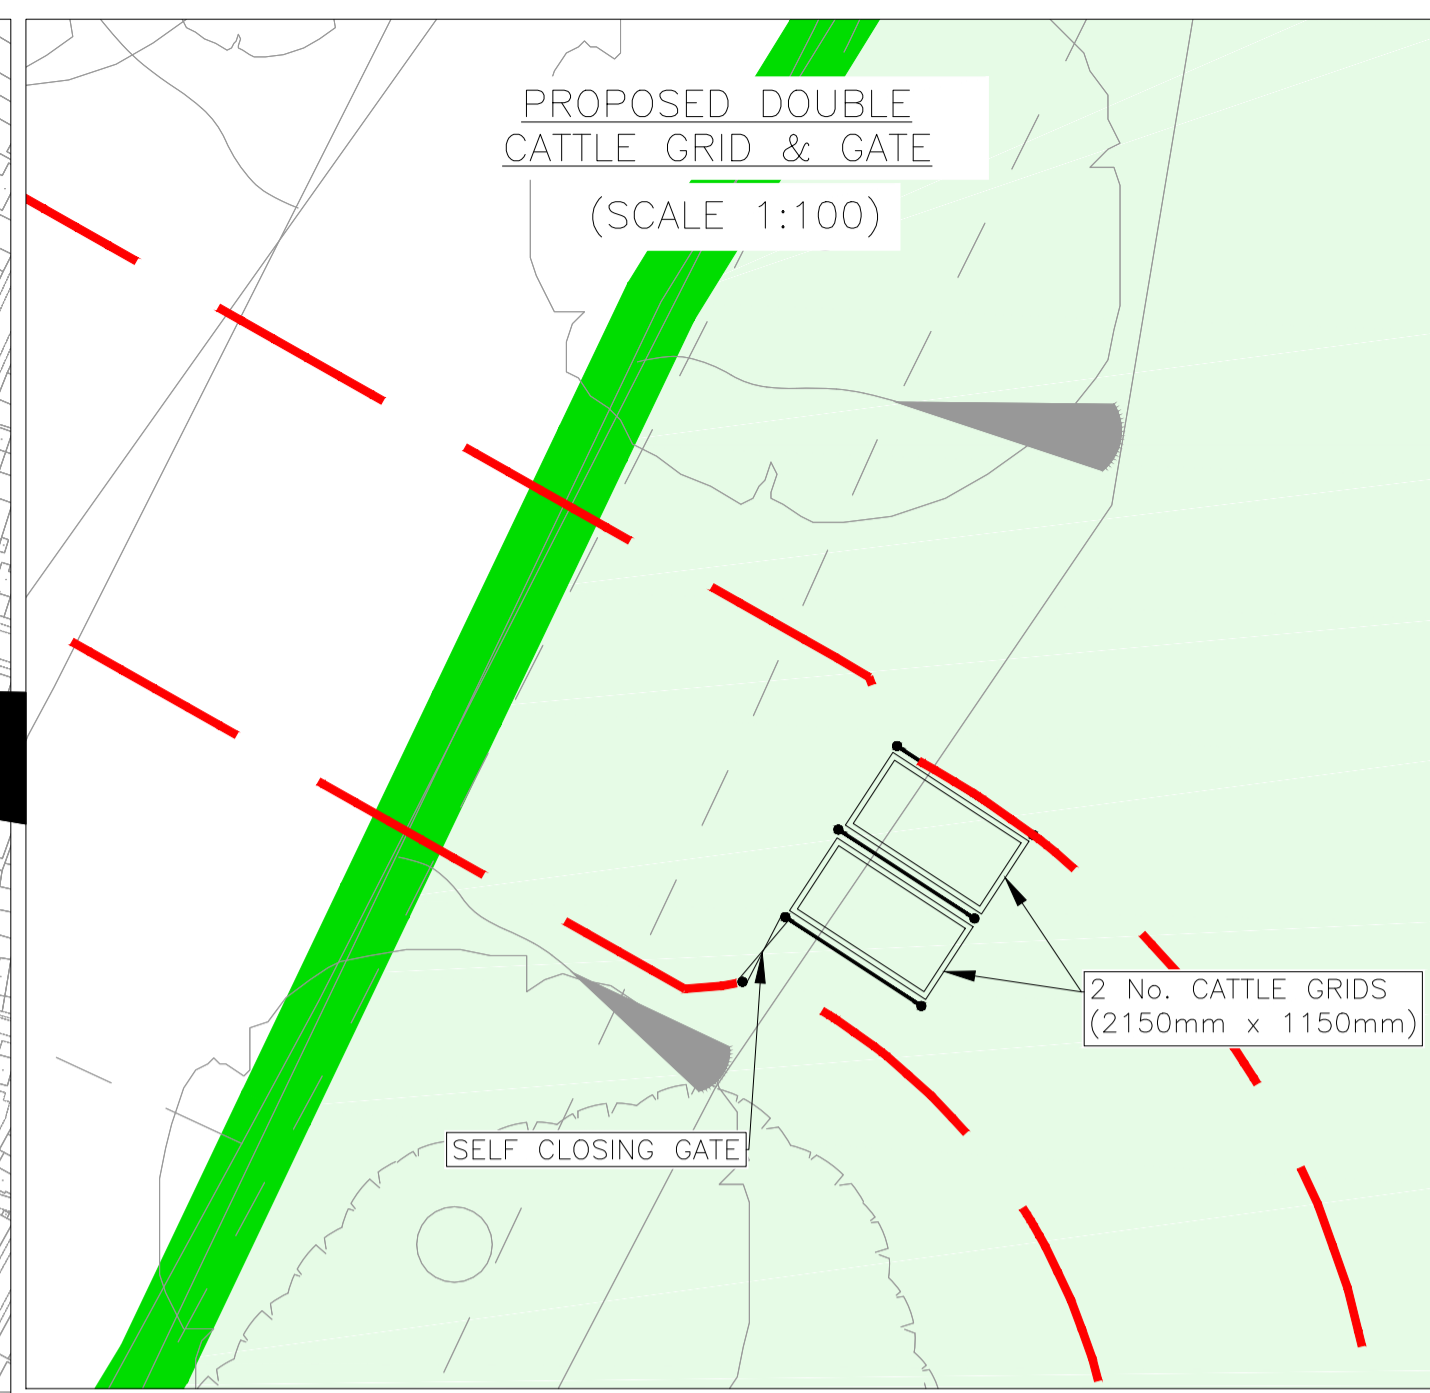 PROPOSED DOUBLE
CATTLE GRID & GATE
(SCALE 1:100)
2 No. CATTLE GRIDS
(2150mm x 1150mm)
SELF CLOSING GATE